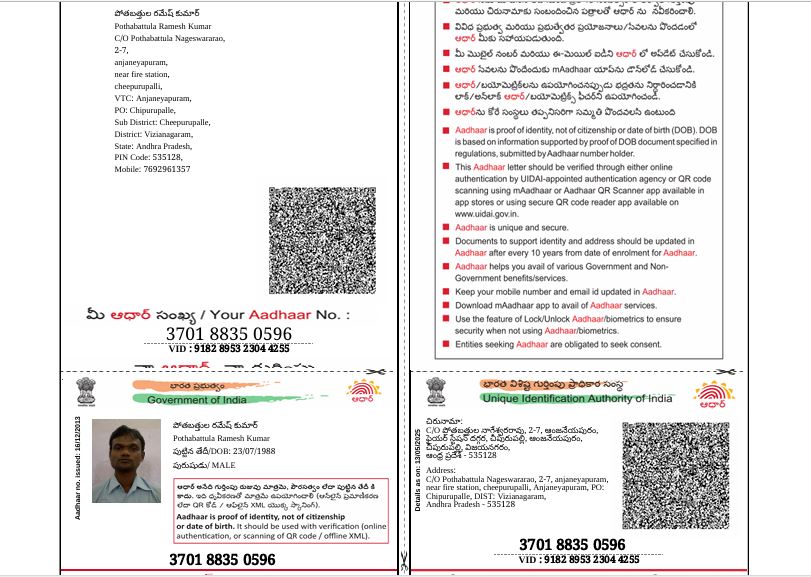 పోతబత్తుల రమేష్ కుమార్
Pothabattula Ramesh Kumar
C/O Pothabattula Nageswararao,
2-7,
anjaneyapuram,
near fire station,
cheepurupalli,
VTC: Anjaneyapuram,
PO: Chipurupalle,
Sub District: Cheepurupalle,
District: Vizianagaram,
State: Andhra Pradesh,
PIN Code: 535128,
Mobile: 7692961357
మీ ఆధార్ సంఖ్య / Your Aadhaar No. :
3701 8835 0596
VID : 9182 8953 2304 4255
మరియు చిరునామాకు సంబంధించిన పత్రాలతో ఆధార్ ను నవీకరించాలి.
వివిధ ప్రభుత్వ మరియు ప్రభుత్వేతర ప్రయోజనాలు/సేవలను పొందడంలో
ఆధార్ మీకు సహాయపడుతుంది.
మీ మొబైల్ నంబర్ మరియు ఈ-మెయిల్ ఐడిని ఆధార్ లో అప్‌డేట్ చేసుకోండి.
ఆధార్ సేవలను పొందేందుకు mAadhaar యాప్‌ను డౌన్‌లోడ్ చేసుకోండి.
ఆధార్/బయోమెట్రిక్‌లను ఉపయోగించనప్పుడు భద్రతను నిర్ధారించడానికి
లాక్/అన్‌లాక్ ఆధార్/బయోమెట్రిక్స్ ఫీచర్‌ని ఉపయోగించండి.
ఆధార్‌ను కోరే సంస్థలు తప్పనిసరిగా సమ్మతి పొందవలసి ఉంటుంది
Aadhaar is proof of identity, not of citizenship or date of birth (DOB). DOB
is based on information supported by proof of DOB document specified in
regulations, submitted by Aadhaar number holder.
This Aadhaar letter should be verified through either online
authentication by UIDAI-appointed authentication agency or QR code
scanning using mAadhaar or Aadhaar QR Scanner app available in
app stores or using secure QR code reader app available on
www.uidai.gov.in.
Aadhaar is unique and secure.
Documents to support identity and address should be updated in
Aadhaar after every 10 years from date of enrolment for Aadhaar.
Aadhaar helps you avail of various Government and Non-
Government benefits/services.
Keep your mobile number and email id updated in Aadhaar.
Download mAadhaar app to avail of Aadhaar services.
Use the feature of Lock/Unlock Aadhaar/biometrics to ensure
security when not using Aadhaar/biometrics.
Entities seeking Aadhaar are obligated to seek consent.
భారత ప్రభుత్వం
Government of India
ఆధార్
Aadhaar no. issued: 16/12/2013
పోతబత్తుల రమేష్ కుమార్
Pothabattula Ramesh Kumar
పుట్టిన తేదీ/DOB: 23/07/1988
పురుషుడు/ MALE
ఆధార్ అనేది గుర్తింపు రుజువు మాత్రమే, పౌరసత్వం లేదా పుట్టిన తేదీ కి
కాదు. ఇది ధృవీకరణతో మాత్రమే ఉపయోగించాలి (ఆన్‌లైన్ ప్రమాణీకరణ
లేదా QR కోడ్ / ఆఫ్‌లైన్ XML యొక్క స్కానింగ్).
Aadhaar is proof of identity, not of citizenship
or date of birth. It should be used with verification (online
authentication, or scanning of QR code / offline XML).
3701 8835 0596
భారత విశిష్ట గుర్తింపు ప్రాధికార సంస్థ
Unique Identification Authority of India
ఆధార్
Details as on: 13/05/2025
చిరునామా:
C/O పోతబత్తుల నాగేశ్వరరావు, 2-7, ఆంజనేయపురం,
ఫైయర్ స్టేషన్ దగ్గర, చీపురుపల్లి, ఆంజనేయపురం,
చీపురుపల్లి, విజయనగరం,
ఆంధ్ర ప్రదేశ్ - 535128
Address:
C/O Pothabattula Nageswararao, 2-7, anjaneyapuram,
near fire station, cheepurupalli, Anjaneyapuram, PO:
Chipurupalle, DIST: Vizianagaram,
Andhra Pradesh - 535128
3701 8835 0596
VID : 9182 8953 2304 4255